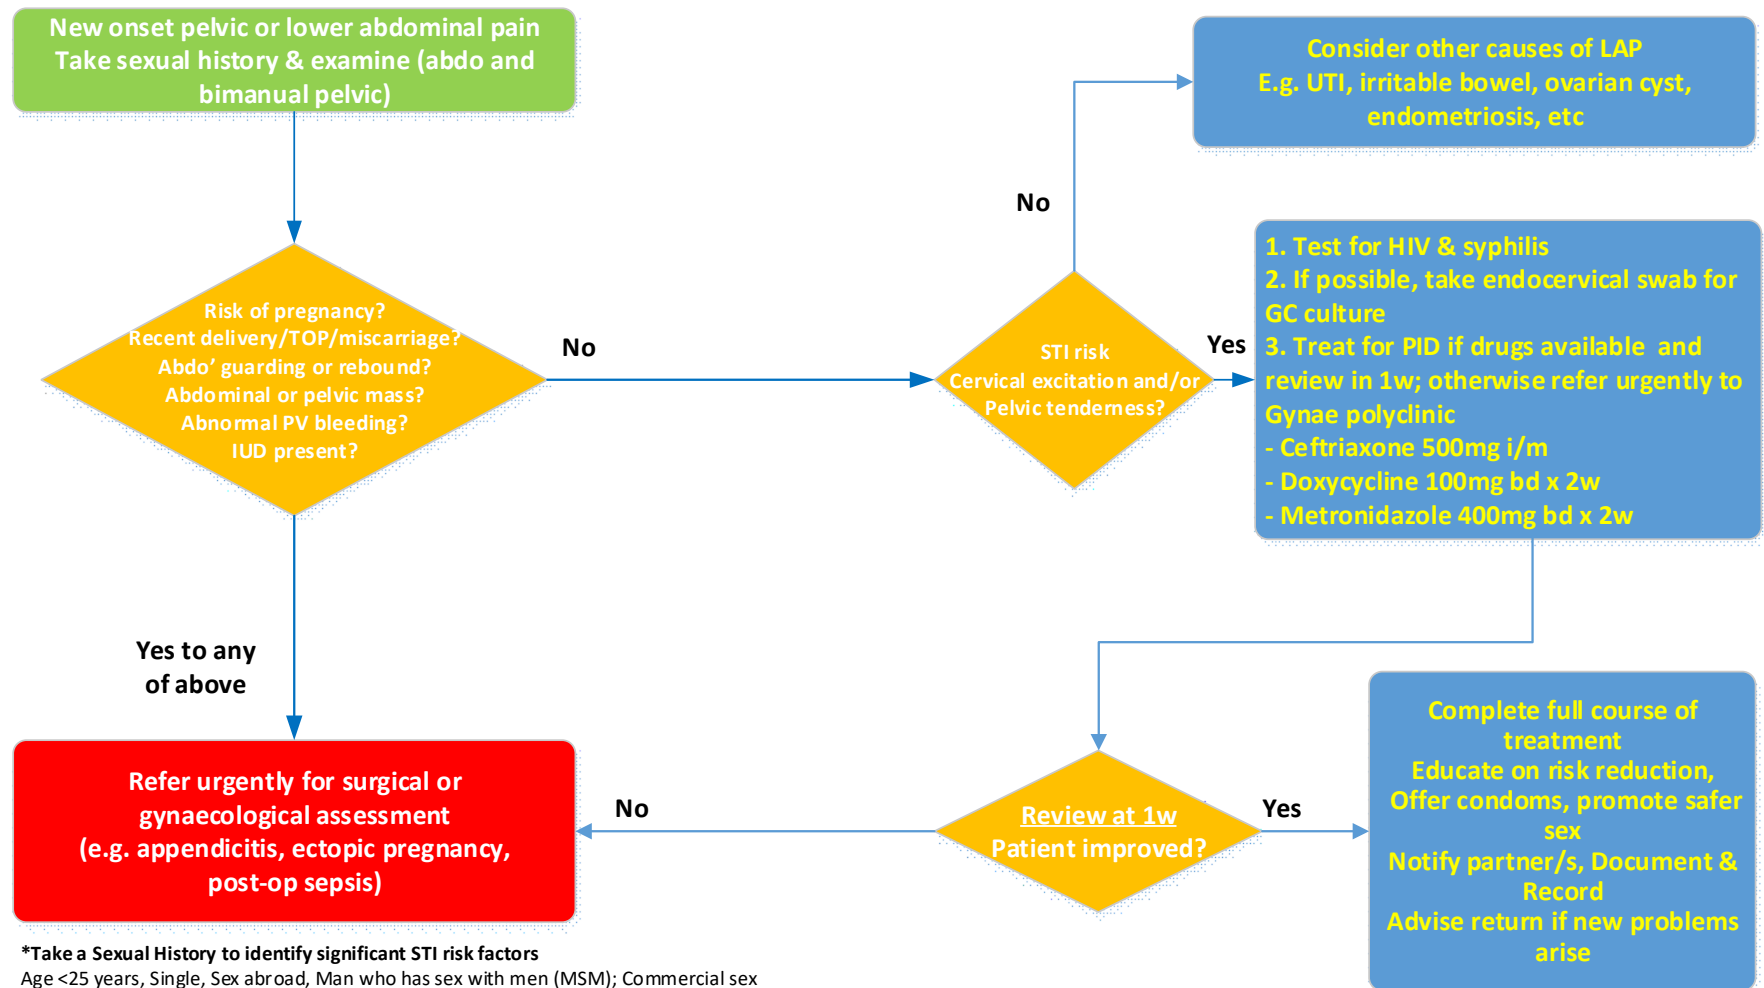 New onset pelvic or lower abdominal pain
Take sexual history & examine (abdo and
bimanual pelvic)
Consider other causes of LAP
E.g. UTI, irritable bowel, ovarian cyst,
endometriosis, etc
No
Risk of pregnancy?
Recent delivery/TOP/miscarriage?
Abdo’ guarding or rebound?
Abdominal or pelvic mass?
Abnormal PV bleeding?
IUD present?
No
STI risk
Cervical excitation and/or
Pelvic tenderness?
Yes
1. Test for HIV & syphilis
2. If possible, take endocervical swab for
GC culture
3. Treat for PID if drugs available and
review in 1w; otherwise refer urgently to
Gynae polyclinic
- Ceftriaxone 500mg i/m
- Doxycycline 100mg bd x 2w
- Metronidazole 400mg bd x 2w
Yes to any
of above
Refer urgently for surgical or
gynaecological assessment
(e.g. appendicitis, ectopic pregnancy,
post-op sepsis)
No
Review at 1w
Patient improved?
Yes
Complete full course of
treatment
Educate on risk reduction,
Offer condoms, promote safer
sex
Notify partner/s, Document &
Record
Advise return if new problems
arise
*Take a Sexual History to identify significant STI risk factors
Age <25 years, Single, Sex abroad, Man who has sex with men (MSM); Commercial sex